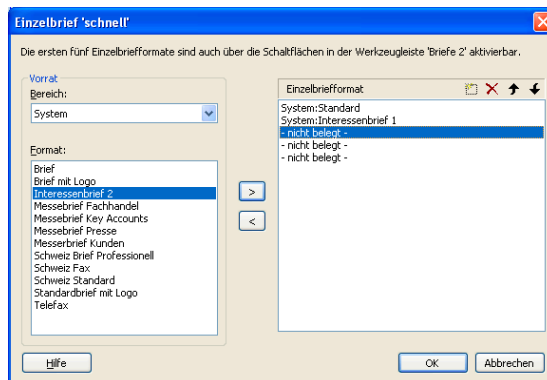 Einzelbrief 'schnell'
Die ersten fünf Einzelbriefformate sind auch über die Schaltflächen in der Werkzeugleiste 'Briefe 2' aktivierbar.
Vorrat
Bereich:
System
Format:
Brief
Brief mit Logo
Interessenbrief 2
Messebrief Fachhandel
Messebrief Key Accounts
Messebrief Presse
Messerbrief Kunden
Schweiz Brief Professionell
Schweiz Fax
Schweiz Standard
Standardbrief mit Logo
Telefax
>
<
Einzelbriefformat
System:Standard
System:Interessenbrief 1
- nicht belegt -
- nicht belegt -
- nicht belegt -
Hilfe
OK
Abbrechen